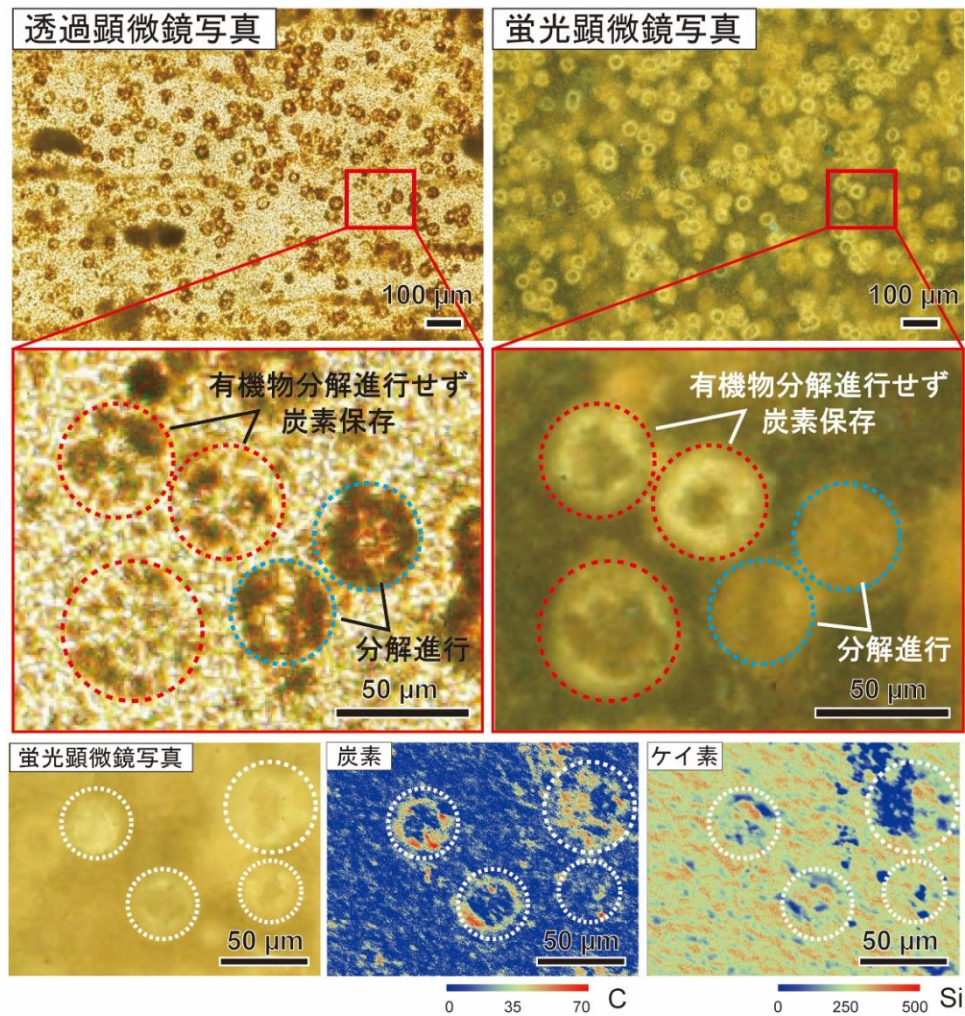 透過顕微鏡写真
蛍光顕微鏡写真
100 μm
100 μm
有機物分解進行せず
炭素保存
分解進行
50 μm
有機物分解進行せず
炭素保存
分解進行
50 μm
蛍光顕微鏡写真
炭素
ケイ素
50 μm
50 μm
50 μm
0 35 70 C
0 250 500 Si